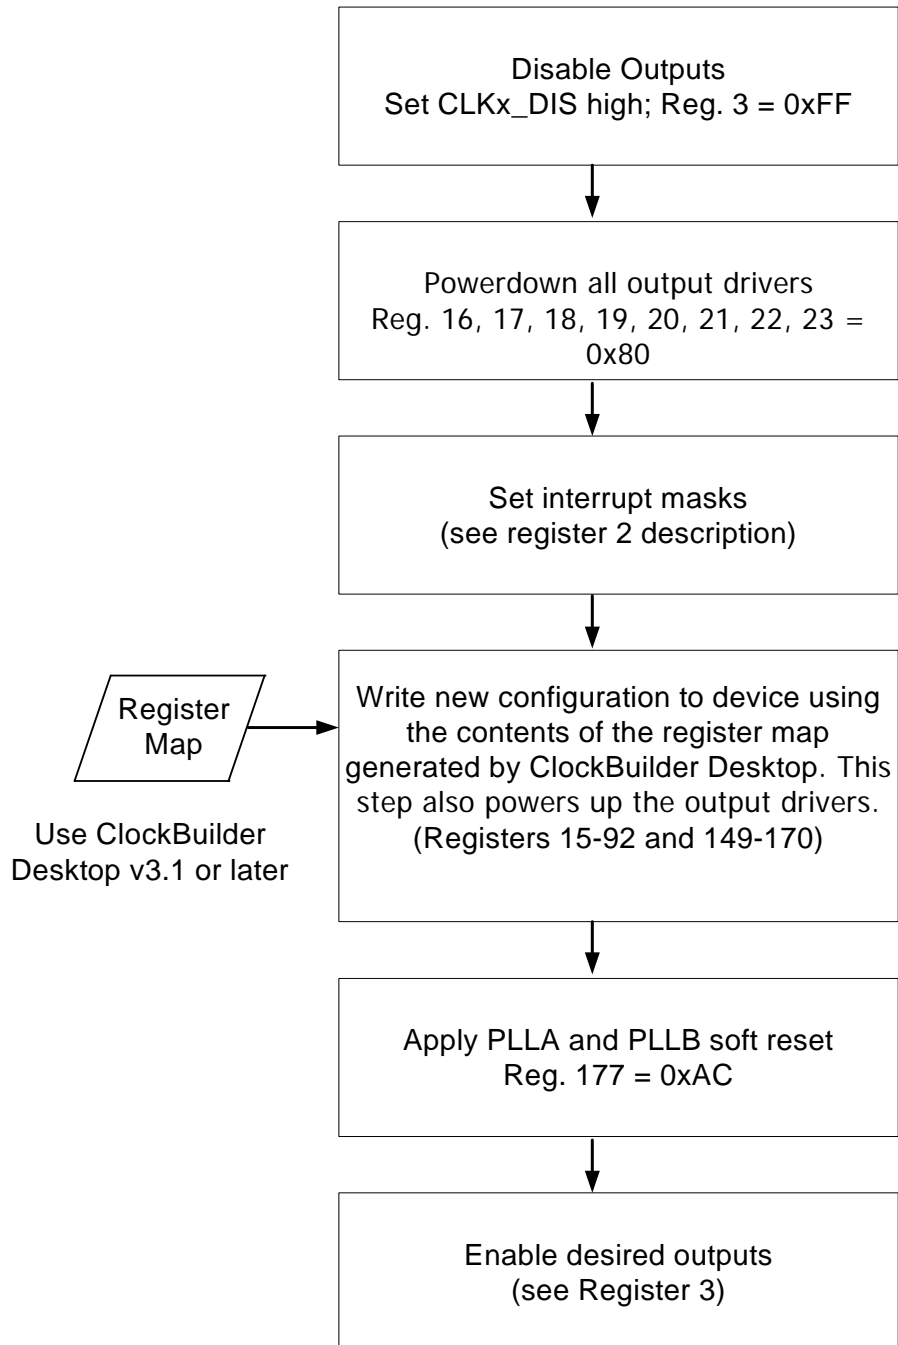 Disable Outputs
Set CLKx_DIS high; Reg. 3 = 0xFF
Powerdown all output drivers
Reg. 16, 17, 18, 19, 20, 21, 22, 23 =
0x80
Set interrupt masks
(see register 2 description)
Register
Map
Use ClockBuilder
Desktop v3.1 or later
Write new configuration to device using
the contents of the register map
generated by ClockBuilder Desktop. This
step also powers up the output drivers.
(Registers 15-92 and 149-170)
Apply PLLA and PLLB soft reset
Reg. 177 = 0xAC
Enable desired outputs
(see Register 3)